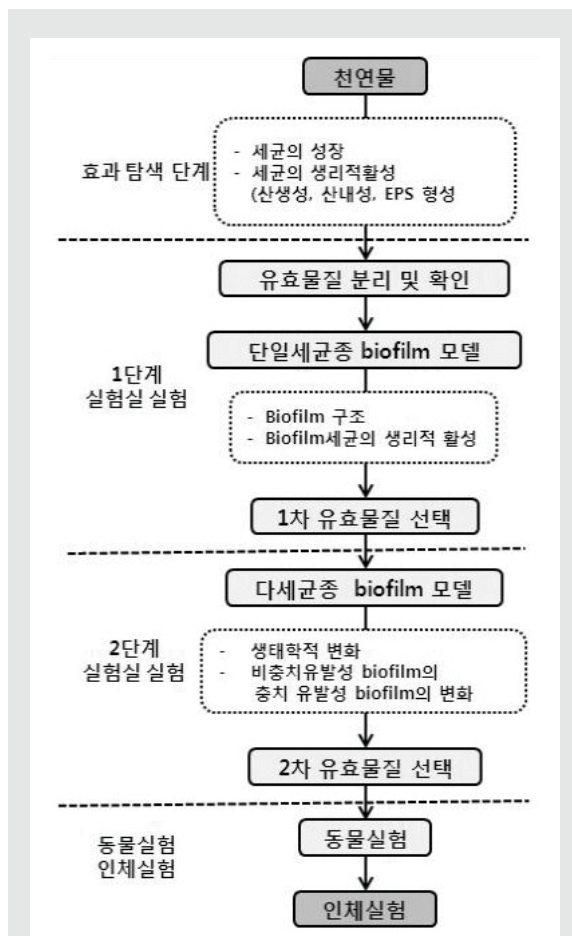 천연물
효과 탐색 단계
- 세균의 성장
- 세균의 생리적활성
(산생성, 산내성, EPS 형성
유효물질 분리 및 확인
단일세균종 biofilm 모델
1단계
실험실 실험
- Biofilm 구조
- Biofilm세균의 생리적 활성
1차 유효물질 선택
다세균종 biofilm 모델
2단계
실험실 실험
- 생태학적 변화
- 비충치유발성 biofilm의
충치 유발성 biofilm의 변화
2차 유효물질 선택
동물실험
인체실험
동물실험
인체실험